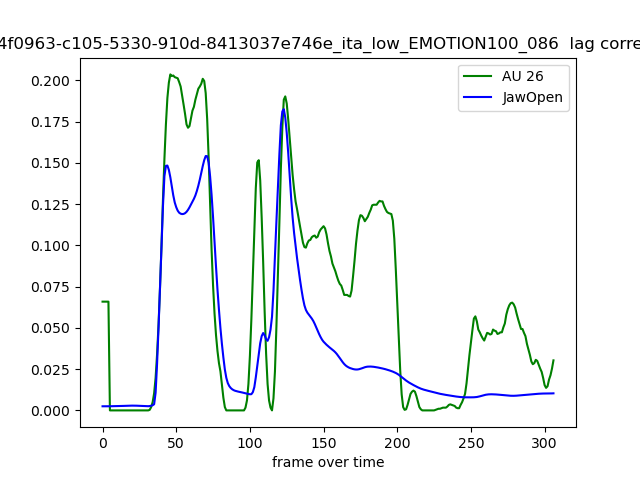 4f0963-c105-5330-910d-8413037e746e_ita_low_EMOTION100_086 lag corre
AU 26
JawOpen
0.200
0.175
0.150
0.125
0.100
0.075
0.050
0.025
0.000
0 50 100 150 200 250 300
frame over time